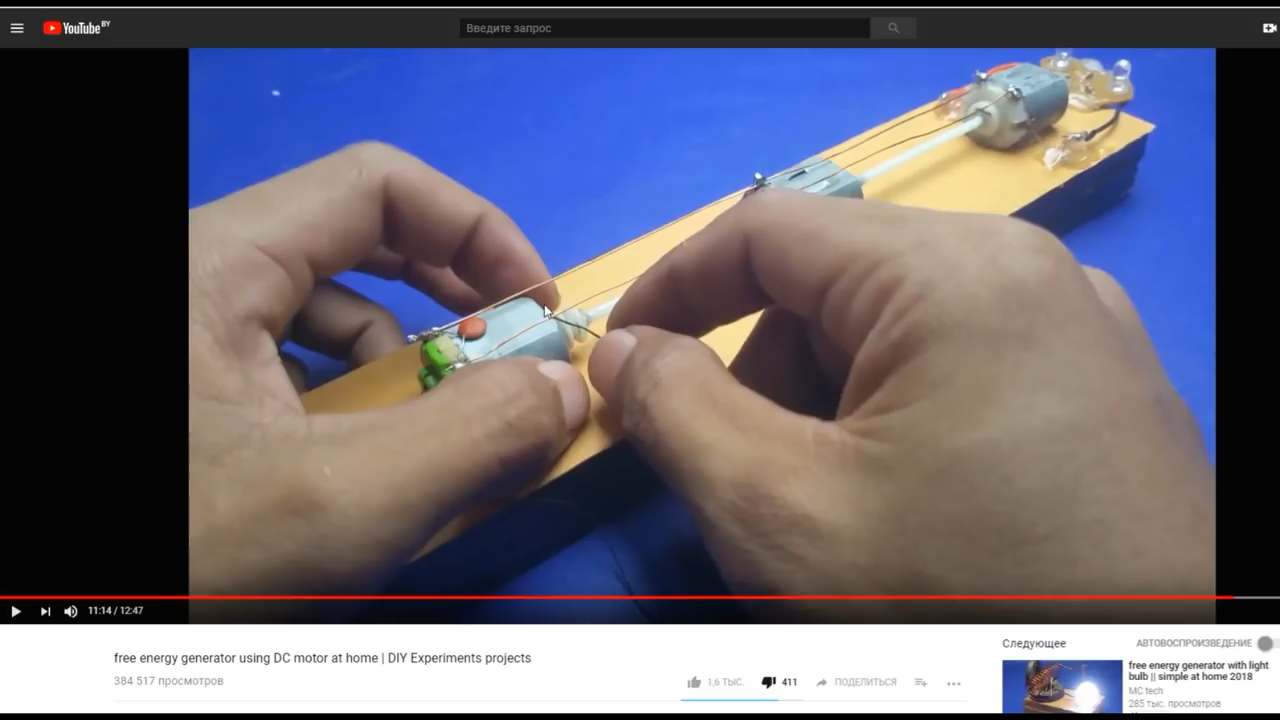 YouTube BY
Введите запрос
11:14 / 12:47
free energy generator using DC motor at home | DIY Experiments projects
384 517 просмотров
1,6 ТЫС.
411
ПОДЕЛИТЬСЯ
Следующее
АВТОВОСПРОИЗВЕДЕНИЕ
free energy generator with light
bulb || simple at home 2018
MC tech
285 тыс. просмотров